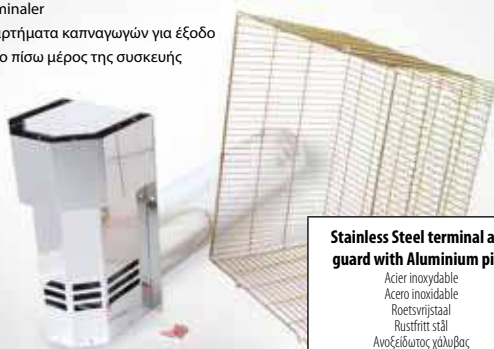 minaler
αρτήματα καπναγωγών για έξοδο
ο πίσω μέρος της συσκευής
Stainless Steel terminal a
guard with Aluminium pi
Acier inoxydable
Acero inoxidable
Roetsvrijstaal
Rustfritt stål
Ανοξείδωτος χάλυβας